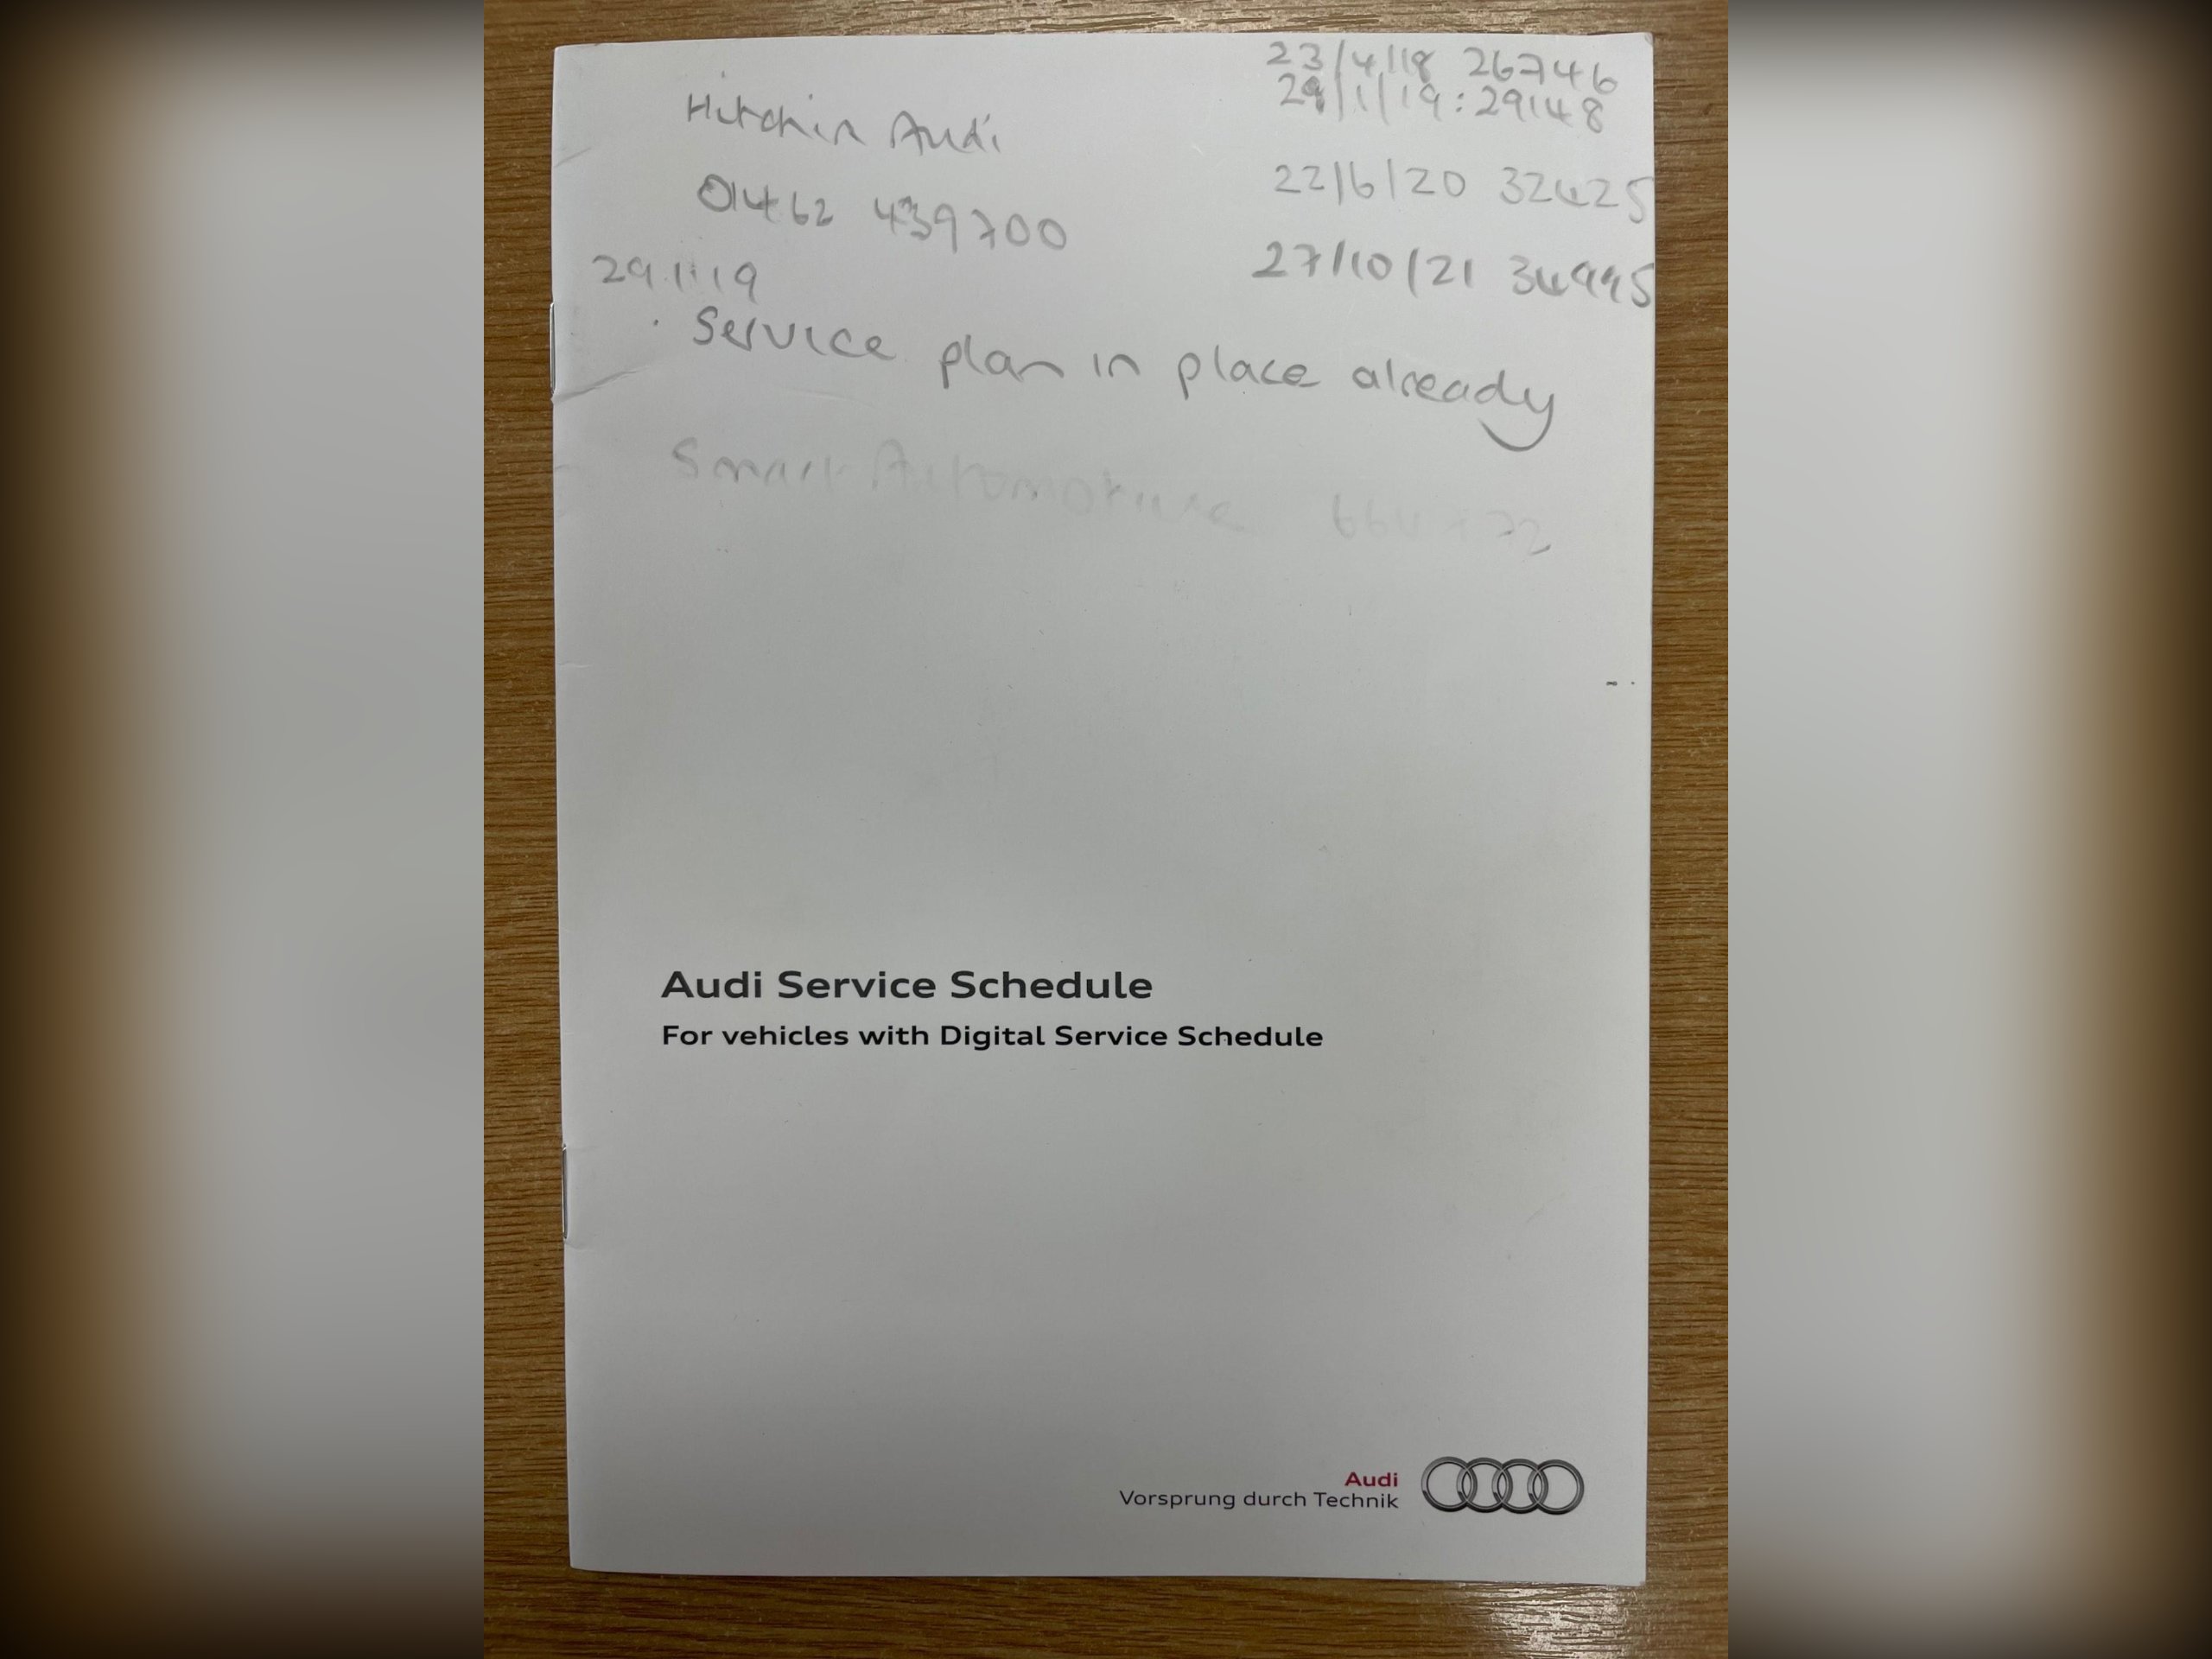 23/4/18 26746
29/1/19: 29148
Hitchin Audi
01462 439700
22/6/20 32425
27/10/21 34995
29.1.19
Service plan in place already
Smart Automotive
Audi Service Schedule
For vehicles with Digital Service Schedule
Audi
Vorsprung durch Technik